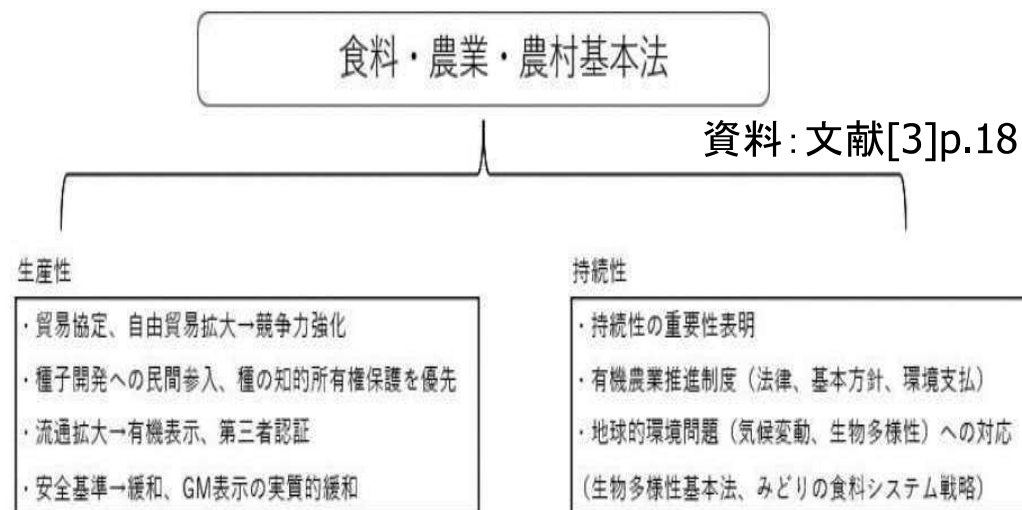 食料・農業・農村基本法
資料：文献[3]p.18
生産性
・貿易協定、自由貿易拡大→競争力強化
・種子開発への民間参入、種の知的所有権保護を優先
・流通拡大→有機表示、第三者認証
・安全基準→緩和、GM表示の実質的緩和
持続性
・持続性の重要性表明
・有機農業推進制度（法律、基本方針、環境支払）
・地球的環境問題（気候変動、生物多様性）への対応
（生物多様性基本法、みどりの食料システム戦略）